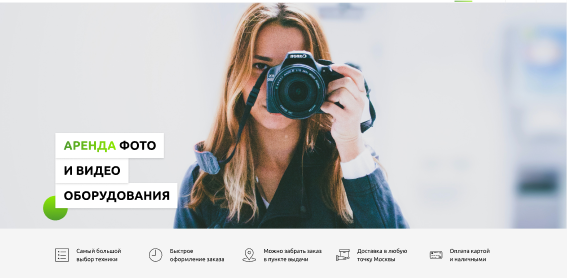 Canon
АРЕНДА ФОТО
И ВИДЕО
ОБОРУДОВАНИЯ
Самый большой
выбор техники
Быстрое
оформление заказа
Можно забрать заказ
в пункте выдачи
Доставка в любую
точку Москвы
Оплата картой
и наличными